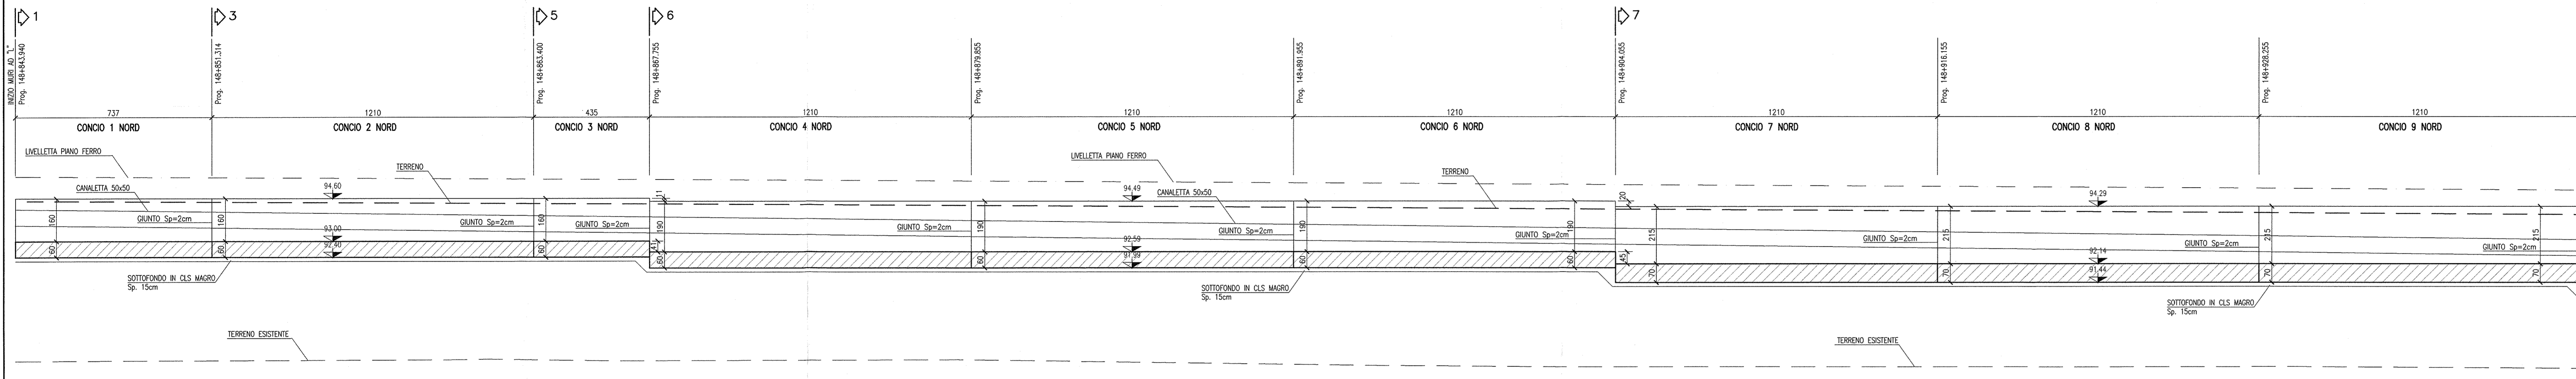 1
3
5
6
7
INIZIO MURI AD "L"
Prog. 148+843.940
Prog. 148+851.314
Prog. 148+863.400
Prog. 148+867.755
Prog. 148+879.855
Prog. 148+891.955
Prog. 148+904.055
Prog. 148+916.155
Prog. 148+928.255
737
1210
435
1210
1210
1210
1210
1210
1210
CONCIO 1 NORD
CONCIO 2 NORD
CONCIO 3 NORD
CONCIO 4 NORD
CONCIO 5 NORD
CONCIO 6 NORD
CONCIO 7 NORD
CONCIO 8 NORD
CONCIO 9 NORD
LIVELLETTA PIANO FERRO
TERRENO
LIVELLETTA PIANO FERRO
TERRENO
CANALETTA 50x50
94.60
11
94.49
CANALETTA 50x50
20
94.29
160
GIUNTO Sp=2cm
160
GIUNTO Sp=2cm
160
GIUNTO Sp=2cm
190
GIUNTO Sp=2cm
190
GIUNTO Sp=2cm
190
GIUNTO Sp=2cm
190
215
GIUNTO Sp=2cm
215
GIUNTO Sp=2cm
215
GIUNTO Sp=2cm
215
93.00
92.40
60
60
60
41
60
60
92.59
91.99
60
60
45
70
70
92.14
91.44
70
70
SOTTOFONDO IN CLS MAGRO
Sp. 15cm
SOTTOFONDO IN CLS MAGRO
Sp. 15cm
SOTTOFONDO IN CLS MAGRO
Sp. 15cm
TERRENO ESISTENTE
TERRENO ESISTENTE